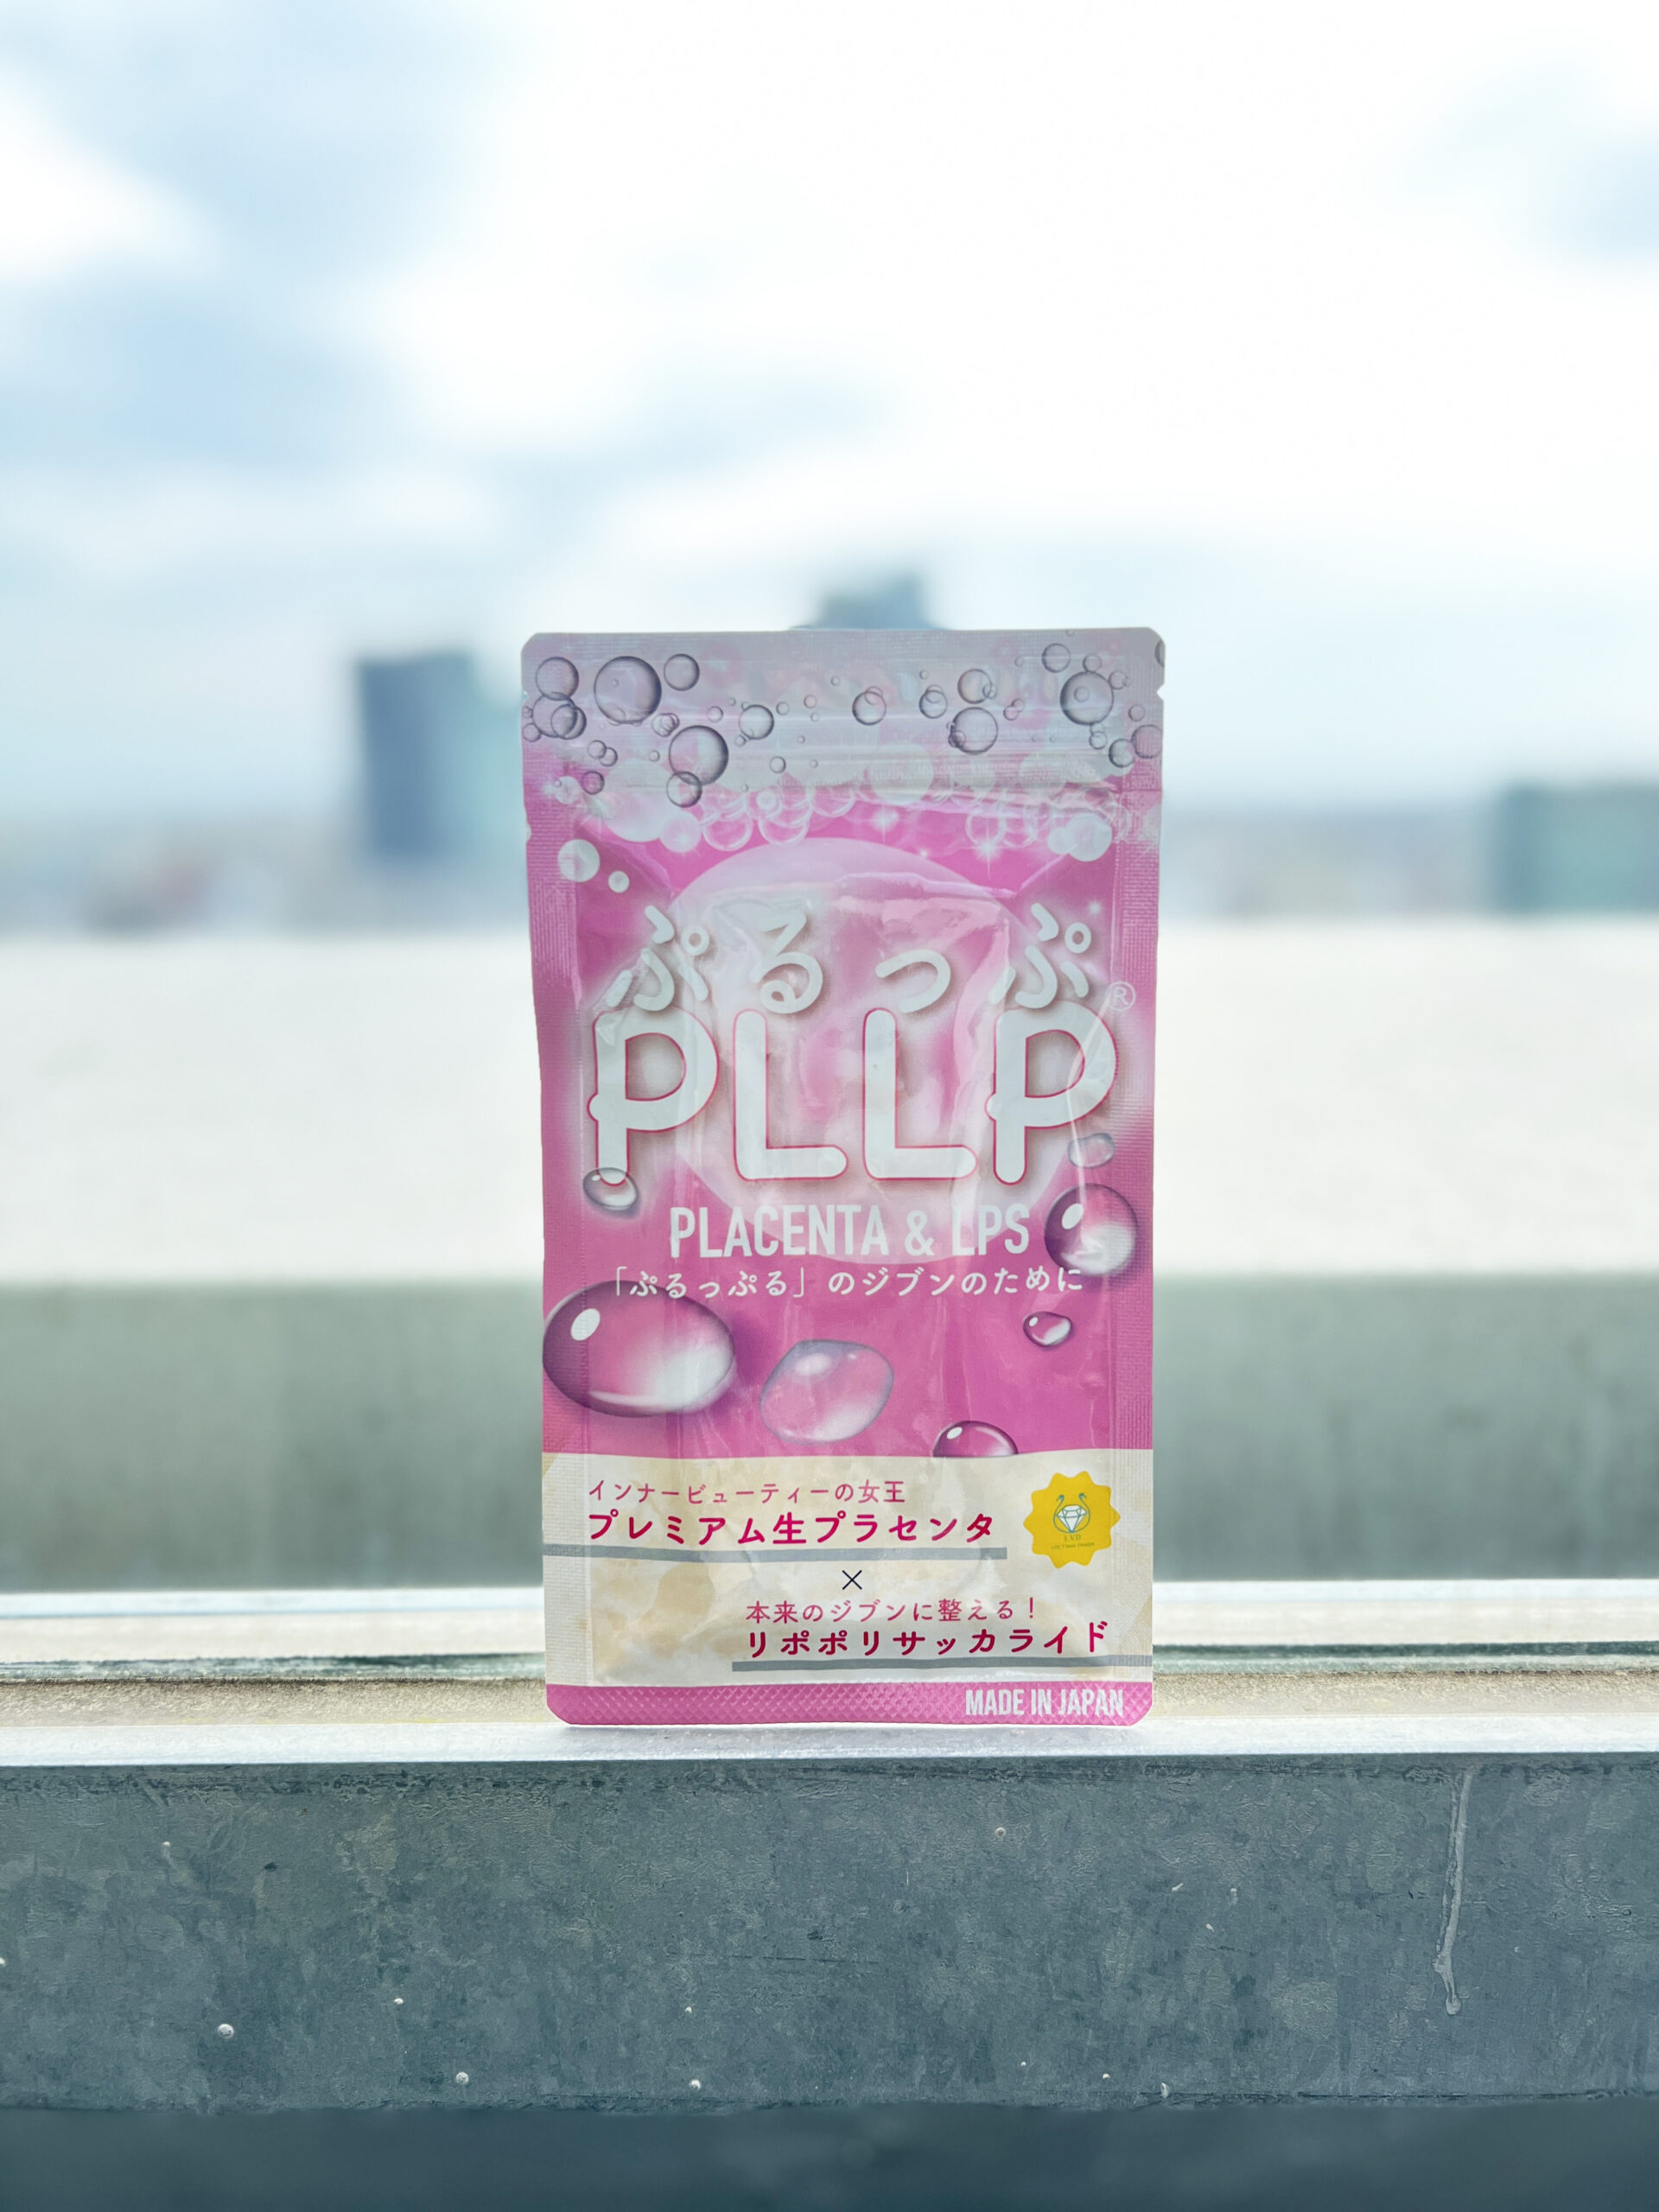 ぷるっぷ
PLLP®
PLACENTA & LPS
「ぷるっぷる」のジブンのために
インナービューティーの女王
プレミアム生プラセンタ
×
本来のジブンに整える！
リポポリサッカライド
MADE IN JAPAN